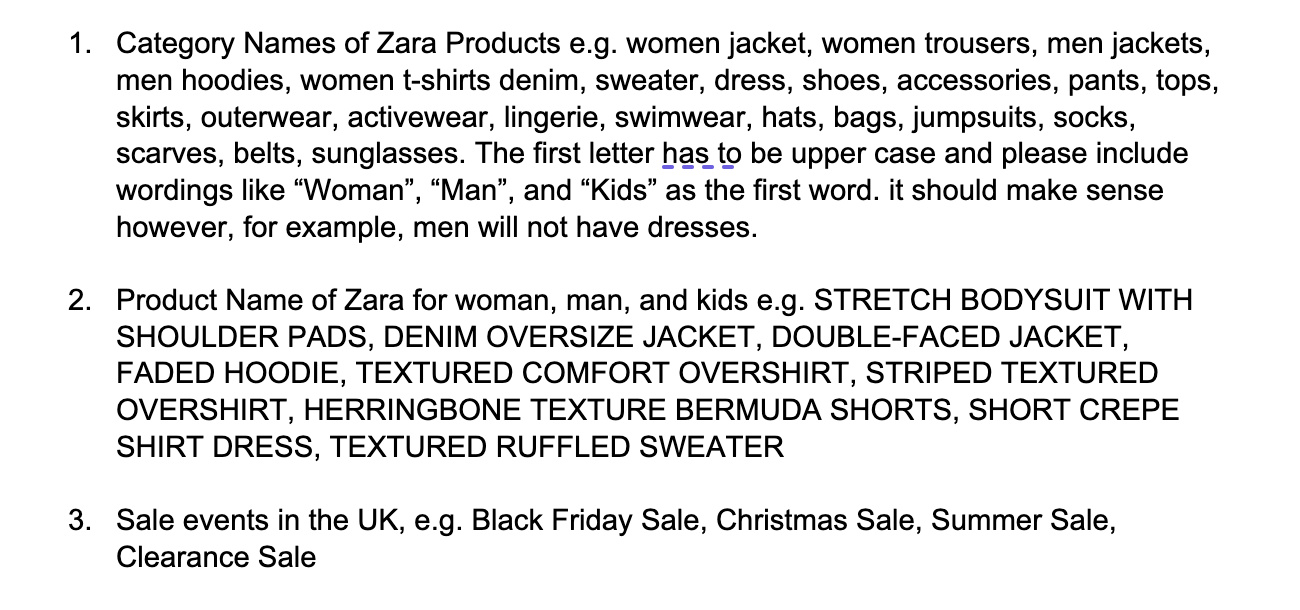 1. Category Names of Zara Products e.g. women jacket, women trousers, men jackets,
men hoodies, women t-shirts denim, sweater, dress, shoes, accessories, pants, tops,
skirts, outerwear, activewear, lingerie, swimwear, hats, bags, jumpsuits, socks,
scarves, belts, sunglasses. The first letter has to be upper case and please include
wordings like “Woman”, “Man”, and “Kids” as the first word. it should make sense
however, for example, men will not have dresses.
2. Product Name of Zara for woman, man, and kids e.g. STRETCH BODYSUIT WITH
SHOULDER PADS, DENIM OVERSIZE JACKET, DOUBLE-FACED JACKET,
FADED HOODIE, TEXTURED COMFORT OVERSHIRT, STRIPED TEXTURED
OVERSHIRT, HERRINGBONE TEXTURE BERMUDA SHORTS, SHORT CREPE
SHIRT DRESS, TEXTURED RUFFLED SWEATER
3. Sale events in the UK, e.g. Black Friday Sale, Christmas Sale, Summer Sale,
Clearance Sale